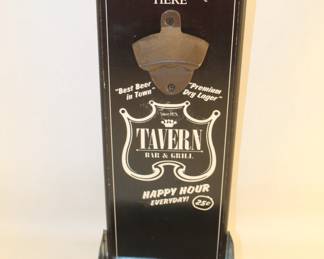 HERE
"Best Beer
in Town"
"Premium
Dry Lager"
TAVERN
BAR & GRILL
HAPPY HOUR
EVERYDAY!
25¢